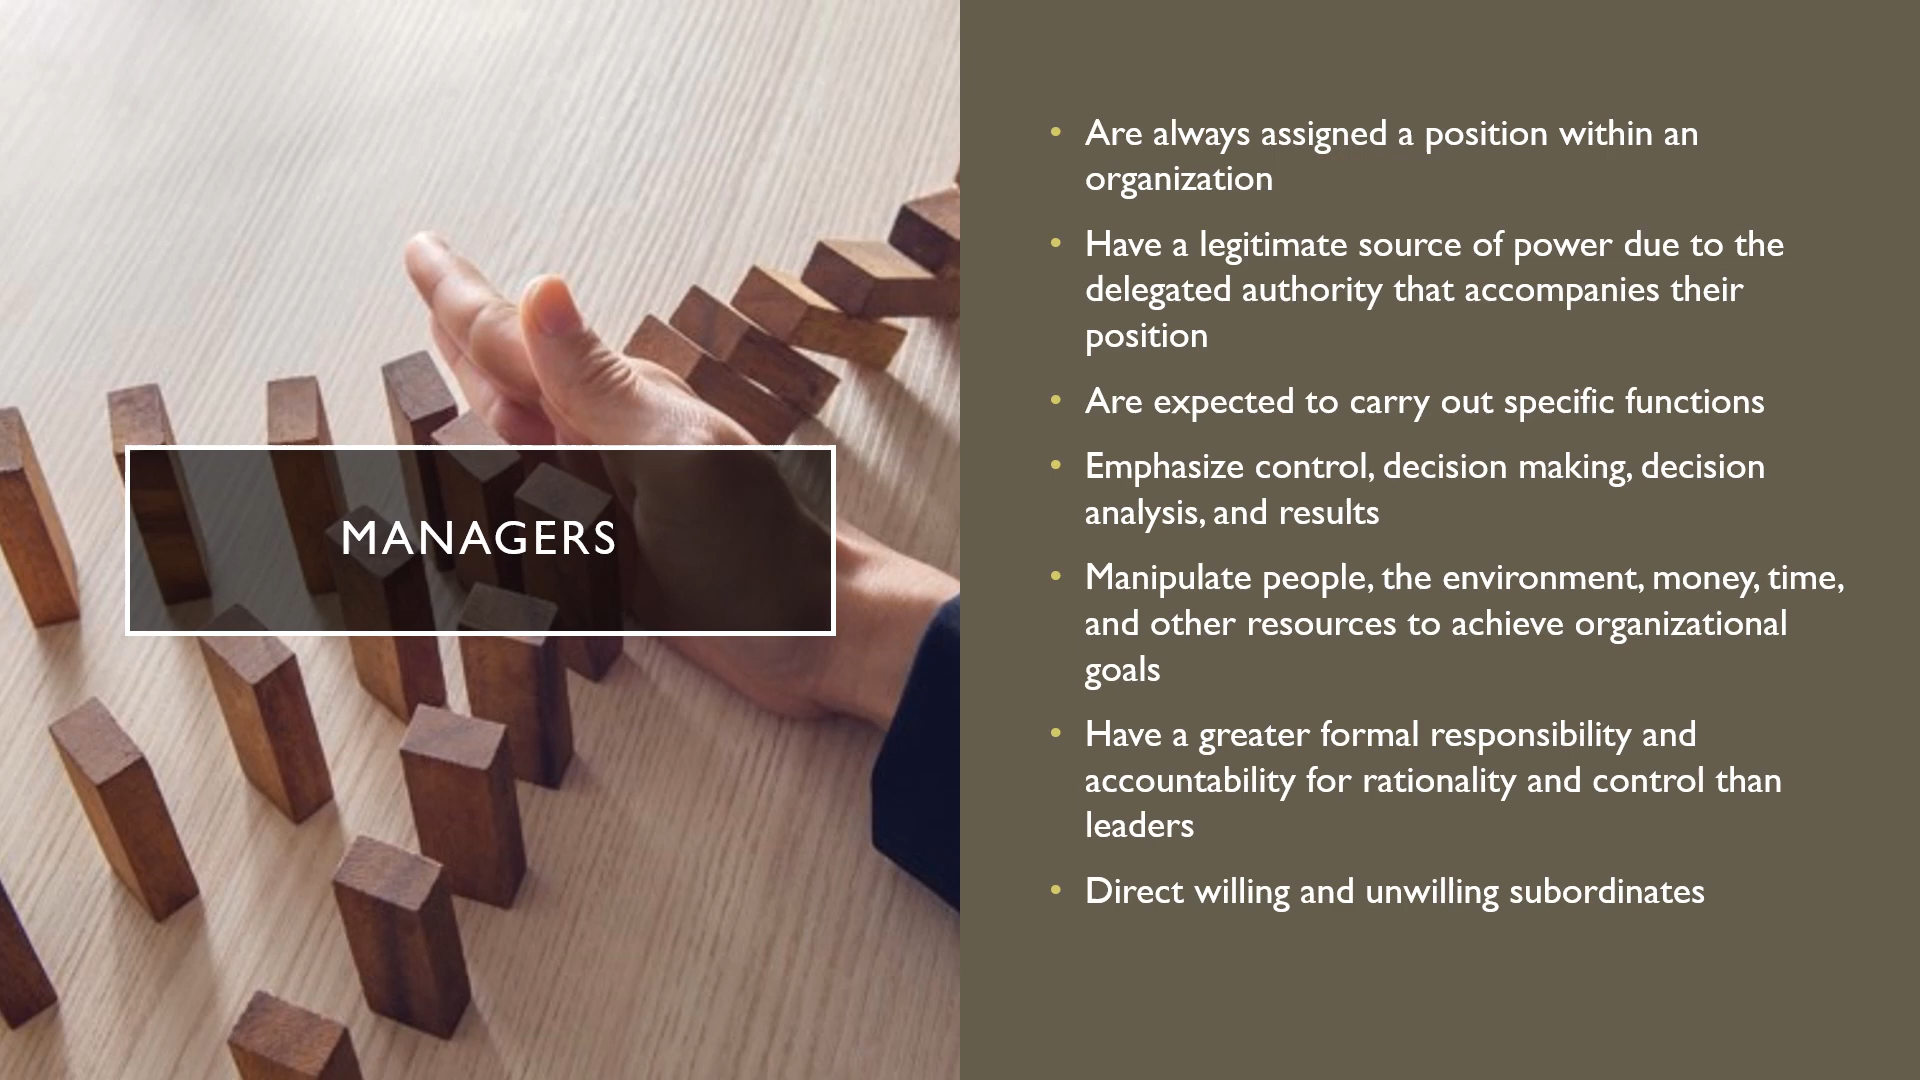 MANAGERS
• Are always assigned a position within an
organization
• Have a legitimate source of power due to the
delegated authority that accompanies their
position
• Are expected to carry out specific functions
• Emphasize control, decision making, decision
analysis, and results
• Manipulate people, the environment, money, time,
and other resources to achieve organizational
goals
• Have a greater formal responsibility and
accountability for rationality and control than
leaders
• Direct willing and unwilling subordinates